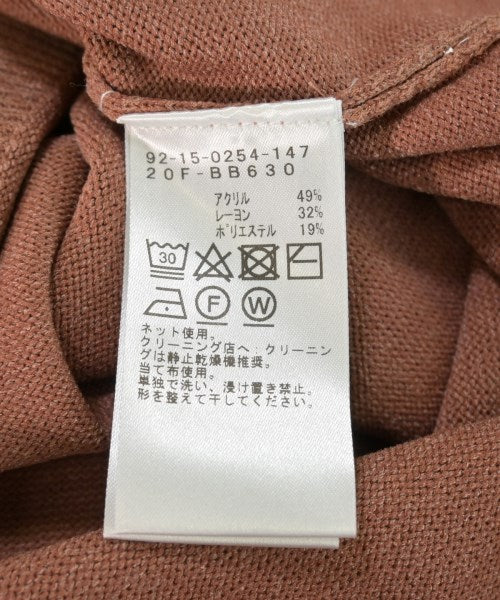 92-15-0254-147
20F-BB630
アクリル 49%
レーヨン 32%
ポリエステル 19%
30
F W
ネット使用。
クリーニング店へ:クリーニン
グは静止乾燥機推奨。
当て布使用。
単独で洗い、浸け置き禁止。
形を整えて干してください。